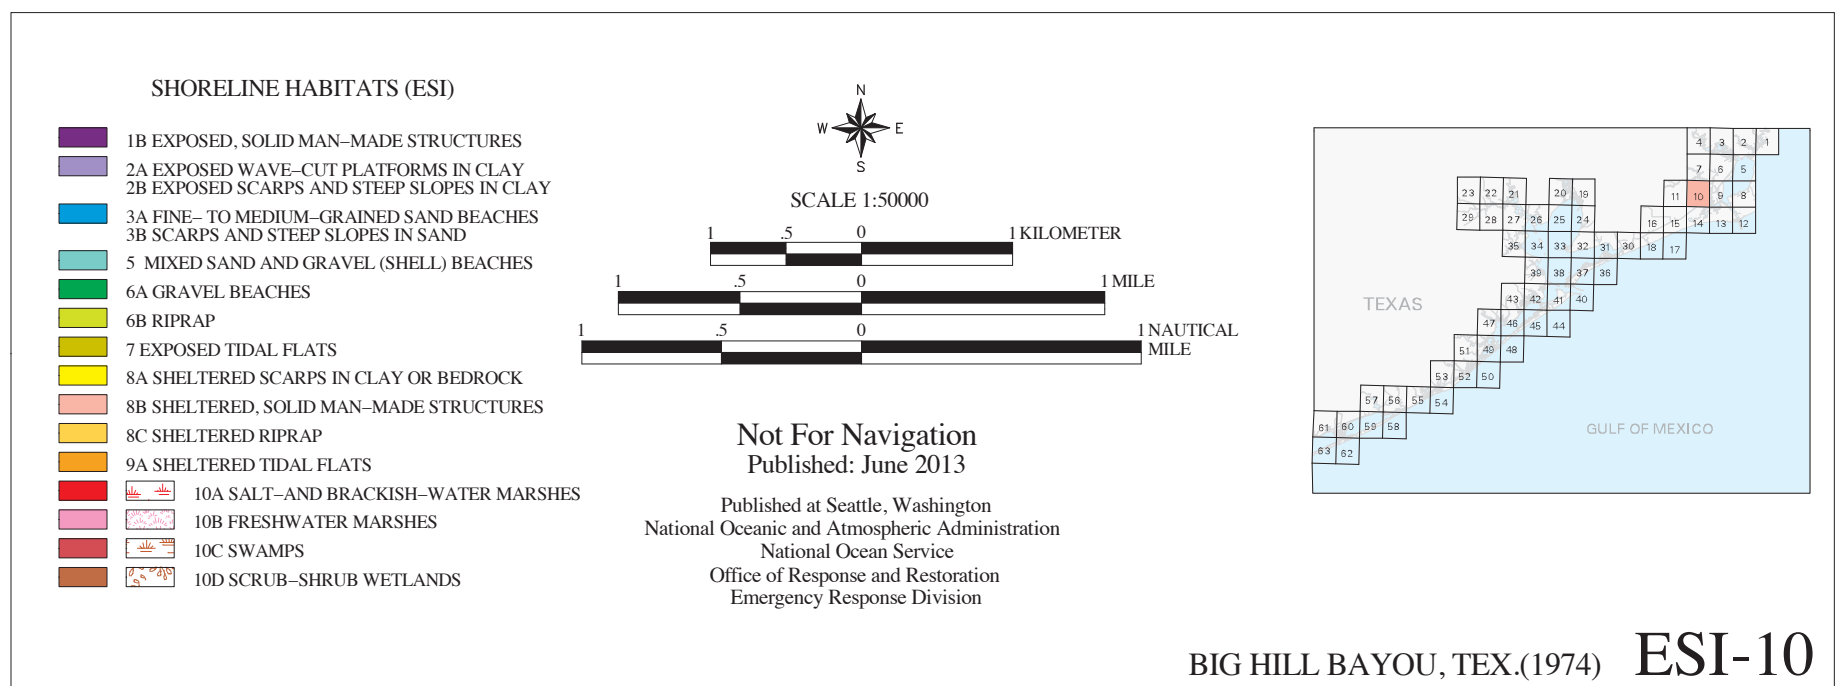 SHORELINE HABITATS (ESI)
1B EXPOSED, SOLID MAN-MADE STRUCTURES
2A EXPOSED WAVE-CUT PLATFORMS IN CLAY
2B EXPOSED SCARPS AND STEEP SLOPES IN CLAY
3A FINE- TO MEDIUM-GRAINED SAND BEACHES
3B SCARPS AND STEEP SLOPES IN SAND
5 MIXED SAND AND GRAVEL (SHELL) BEACHES
6A GRAVEL BEACHES
6B RIPRAP
7 EXPOSED TIDAL FLATS
8A SHELTERED SCARPS IN CLAY OR BEDROCK
8B SHELTERED, SOLID MAN-MADE STRUCTURES
8C SHELTERED RIPRAP
9A SHELTERED TIDAL FLATS
10A SALT-AND BRACKISH-WATER MARSHES
10B FRESHWATER MARSHES
10C SWAMPS
10D SCRUB-SHRUB WETLANDS
N
W E
S
SCALE 1:50000
1 .5 0 1 KILOMETER
1 .5 0 1 MILE
1 .5 0 1 NAUTICAL
MILE
Not For Navigation
Published: June 2013
Published at Seattle, Washington
National Oceanic and Atmospheric Administration
National Ocean Service
Office of Response and Restoration
Emergency Response Division
4 3 2 1
7 6 5
23 22 21 20 19 11 10 9 8
29 28 27 26 25 24 16 15 14 13 12
35 34 33 32 31 30 18 17
39 38 37 36
TEXAS
43 42 41 40
47 46 45 44
51 49 48
53 52 50
57 56 55 54
61 60 59 58
GULF OF MEXICO
63 62
BIG HILL BAYOU, TEX.(1974) ESI-10